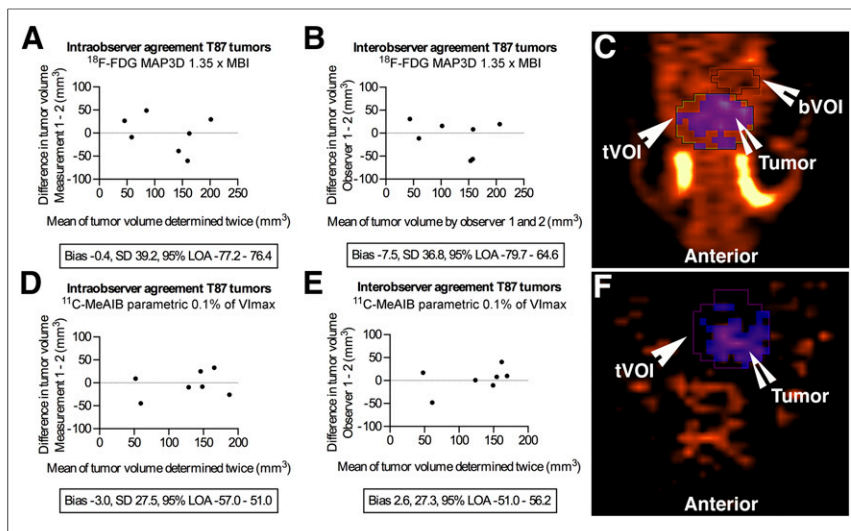 A
Intraobserver agreement T87 tumors
¹⁸F-FDG MAP3D 1.35 x MBI
Difference in tumor volume
Measurement 1 - 2 (mm³)
100
50
0
-50
-100
0 50 100 150 200 250
Mean of tumor volume determined twice (mm³)
Bias -0.4, SD 39.2, 95% LOA -77.2 - 76.4
B
Interobserver agreement T87 tumors
¹⁸F-FDG MAP3D 1.35 x MBI
Difference in tumor volume
Observer 1 - 2 (mm³)
100
50
0
-50
-100
0 50 100 150 200 250
Mean of tumor volume by observer 1 and 2 (mm³)
Bias -7.5, SD 36.8, 95% LOA -79.7 - 64.6
C
bVOI
tVOI
Tumor
Anterior
D
Intraobserver agreement T87 tumors
¹¹C-MeAIB parametric 0.1% of VImax
Difference in tumor volume
Measurement 1 - 2 (mm³)
100
50
0
-50
-100
0 50 100 150 200
Mean of tumor volume determined twice (mm³)
Bias -3.0, SD 27.5, 95% LOA -57.0 - 51.0
E
Interobserver agreement T87 tumors
¹¹C-MeAIB parametric 0.1% of VImax
Difference in tumor volume
Observer 1 - 2 (mm³)
100
50
0
-50
-100
0 50 100 150 200
Mean of tumor volume determined twice (mm³)
Bias 2.6, 27.3, 95% LOA -51.0 - 56.2
F
tVOI
Tumor
Anterior